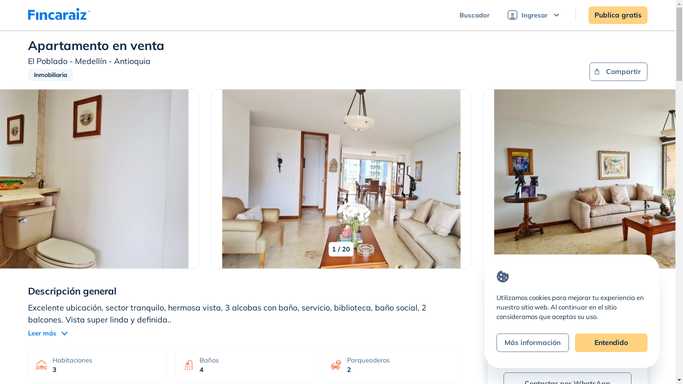 Fincaraiz
Buscador
Ingresar
Publica gratis
Apartamento en venta
El Poblado - Medellín - Antioquia
Inmobiliaria
Compartir
1 / 20
Descripción general
Excelente ubicación, sector tranquilo, hermosa vista, 3 alcobas con baño, servicio, biblioteca, baño social, 2
balcones. Vista super linda y definida..
Leer más
Habitaciones
3
Baños
4
Parqueaderos
2
Utilizamos cookies para mejorar tu experiencia en
nuestro sitio web. Al continuar en el sitio
consideramos que aceptas su uso.
Más información
Entendido
Contactar por WhatsApp